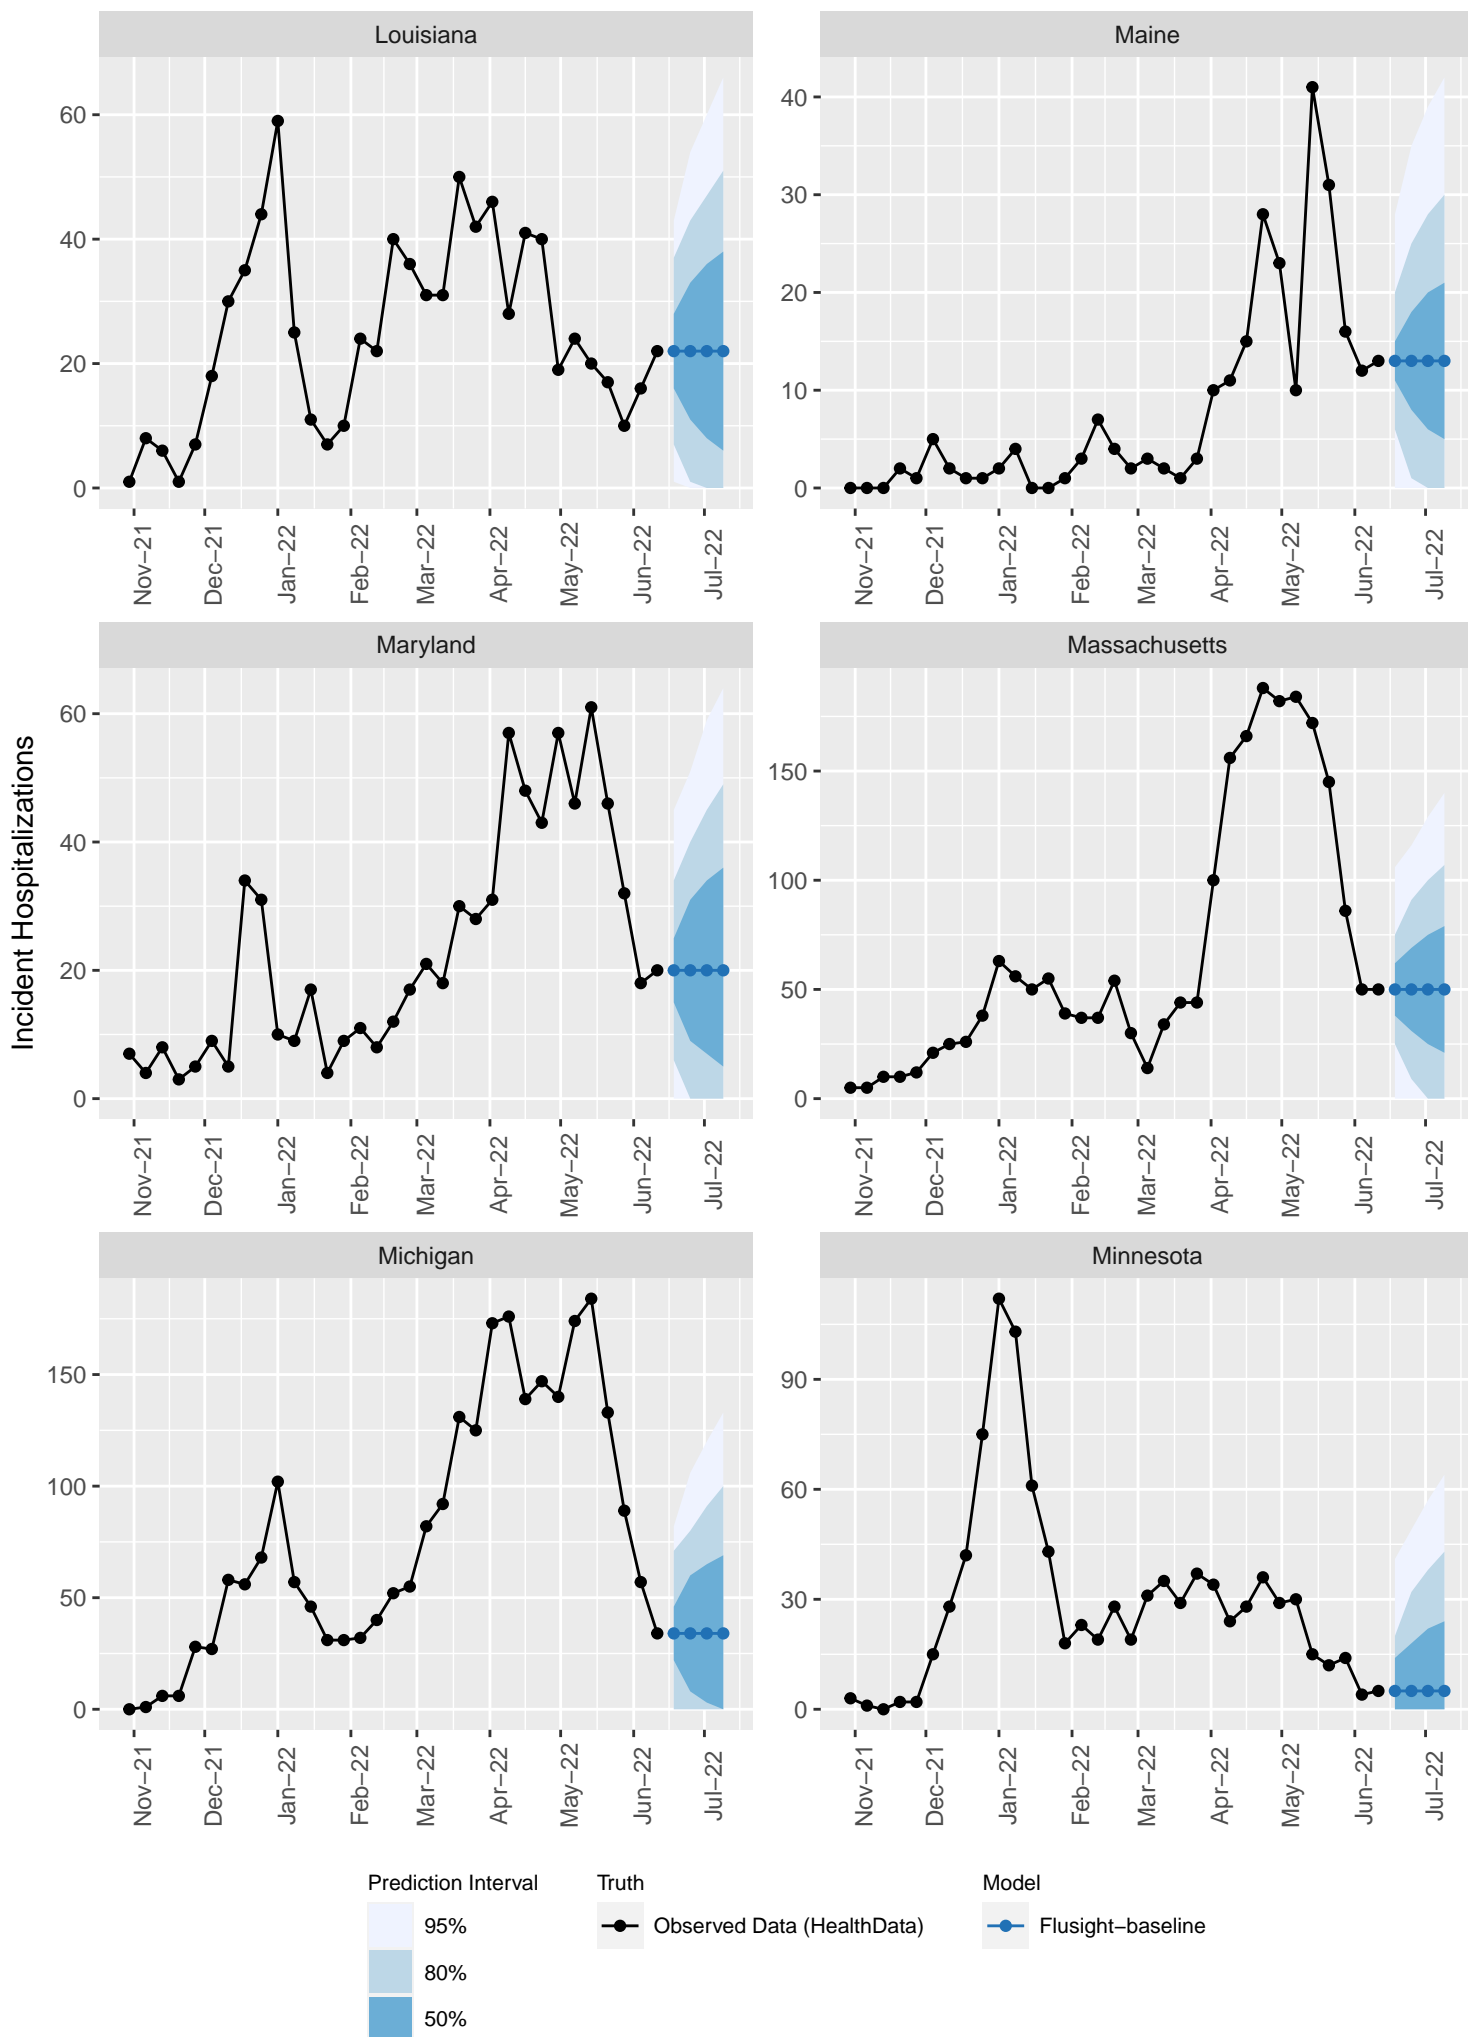 Louisiana
Maine
60
40
20
0
40
30
20
10
0
Nov−21
Dec−21
Jan−22
Feb−22
Mar−22
Apr−22
May−22
Jun−22
Jul−22
Nov−21
Dec−21
Jan−22
Feb−22
Mar−22
Apr−22
May−22
Jun−22
Jul−22
Incident Hospitalizations
Maryland
Massachusetts
60
40
20
0
150
100
50
0
Nov−21
Dec−21
Jan−22
Feb−22
Mar−22
Apr−22
May−22
Jun−22
Jul−22
Nov−21
Dec−21
Jan−22
Feb−22
Mar−22
Apr−22
May−22
Jun−22
Jul−22
Michigan
Minnesota
150
100
50
0
90
60
30
0
Nov−21
Dec−21
Jan−22
Feb−22
Mar−22
Apr−22
May−22
Jun−22
Jul−22
Nov−21
Dec−21
Jan−22
Feb−22
Mar−22
Apr−22
May−22
Jun−22
Jul−22
Prediction Interval
95%
80%
50%
Truth
Observed Data (HealthData)
Model
Flusight−baseline